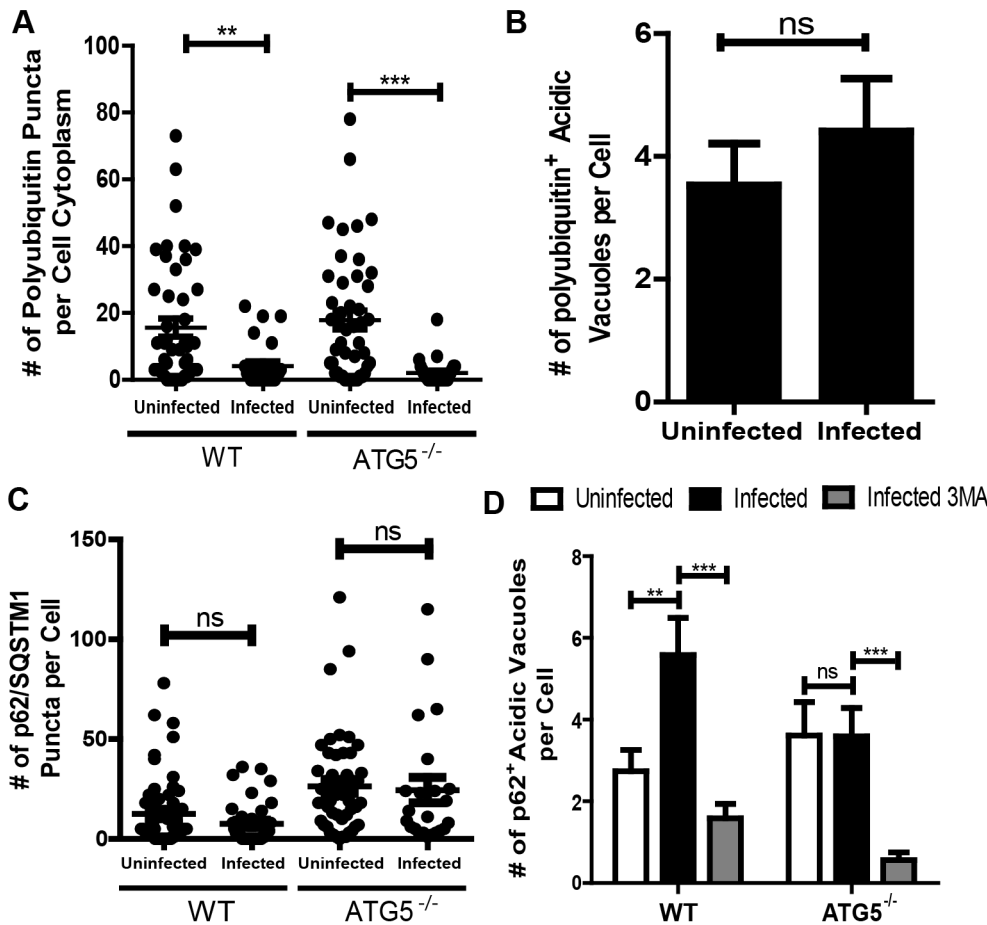 A
# of Polyubiquitin Puncta
per Cell Cytoplasm
100
80
60
40
20
0
**
***
Uninfected
Infected
Uninfected
Infected
WT
ATG5-/-
B
# of polyubiquitin+ Acidic
Vacuoles per Cell
6
4
2
0
ns
Uninfected
Infected
C
# of p62/SQSTM1
Puncta per Cell
150
100
50
0
ns
ns
Uninfected
Infected
Uninfected
Infected
WT
ATG5-/-
D
Uninfected
Infected
Infected 3MA
# of p62+ Acidic Vacuoles
per Cell
8
6
4
2
0
**
***
ns
***
WT
ATG5-/-